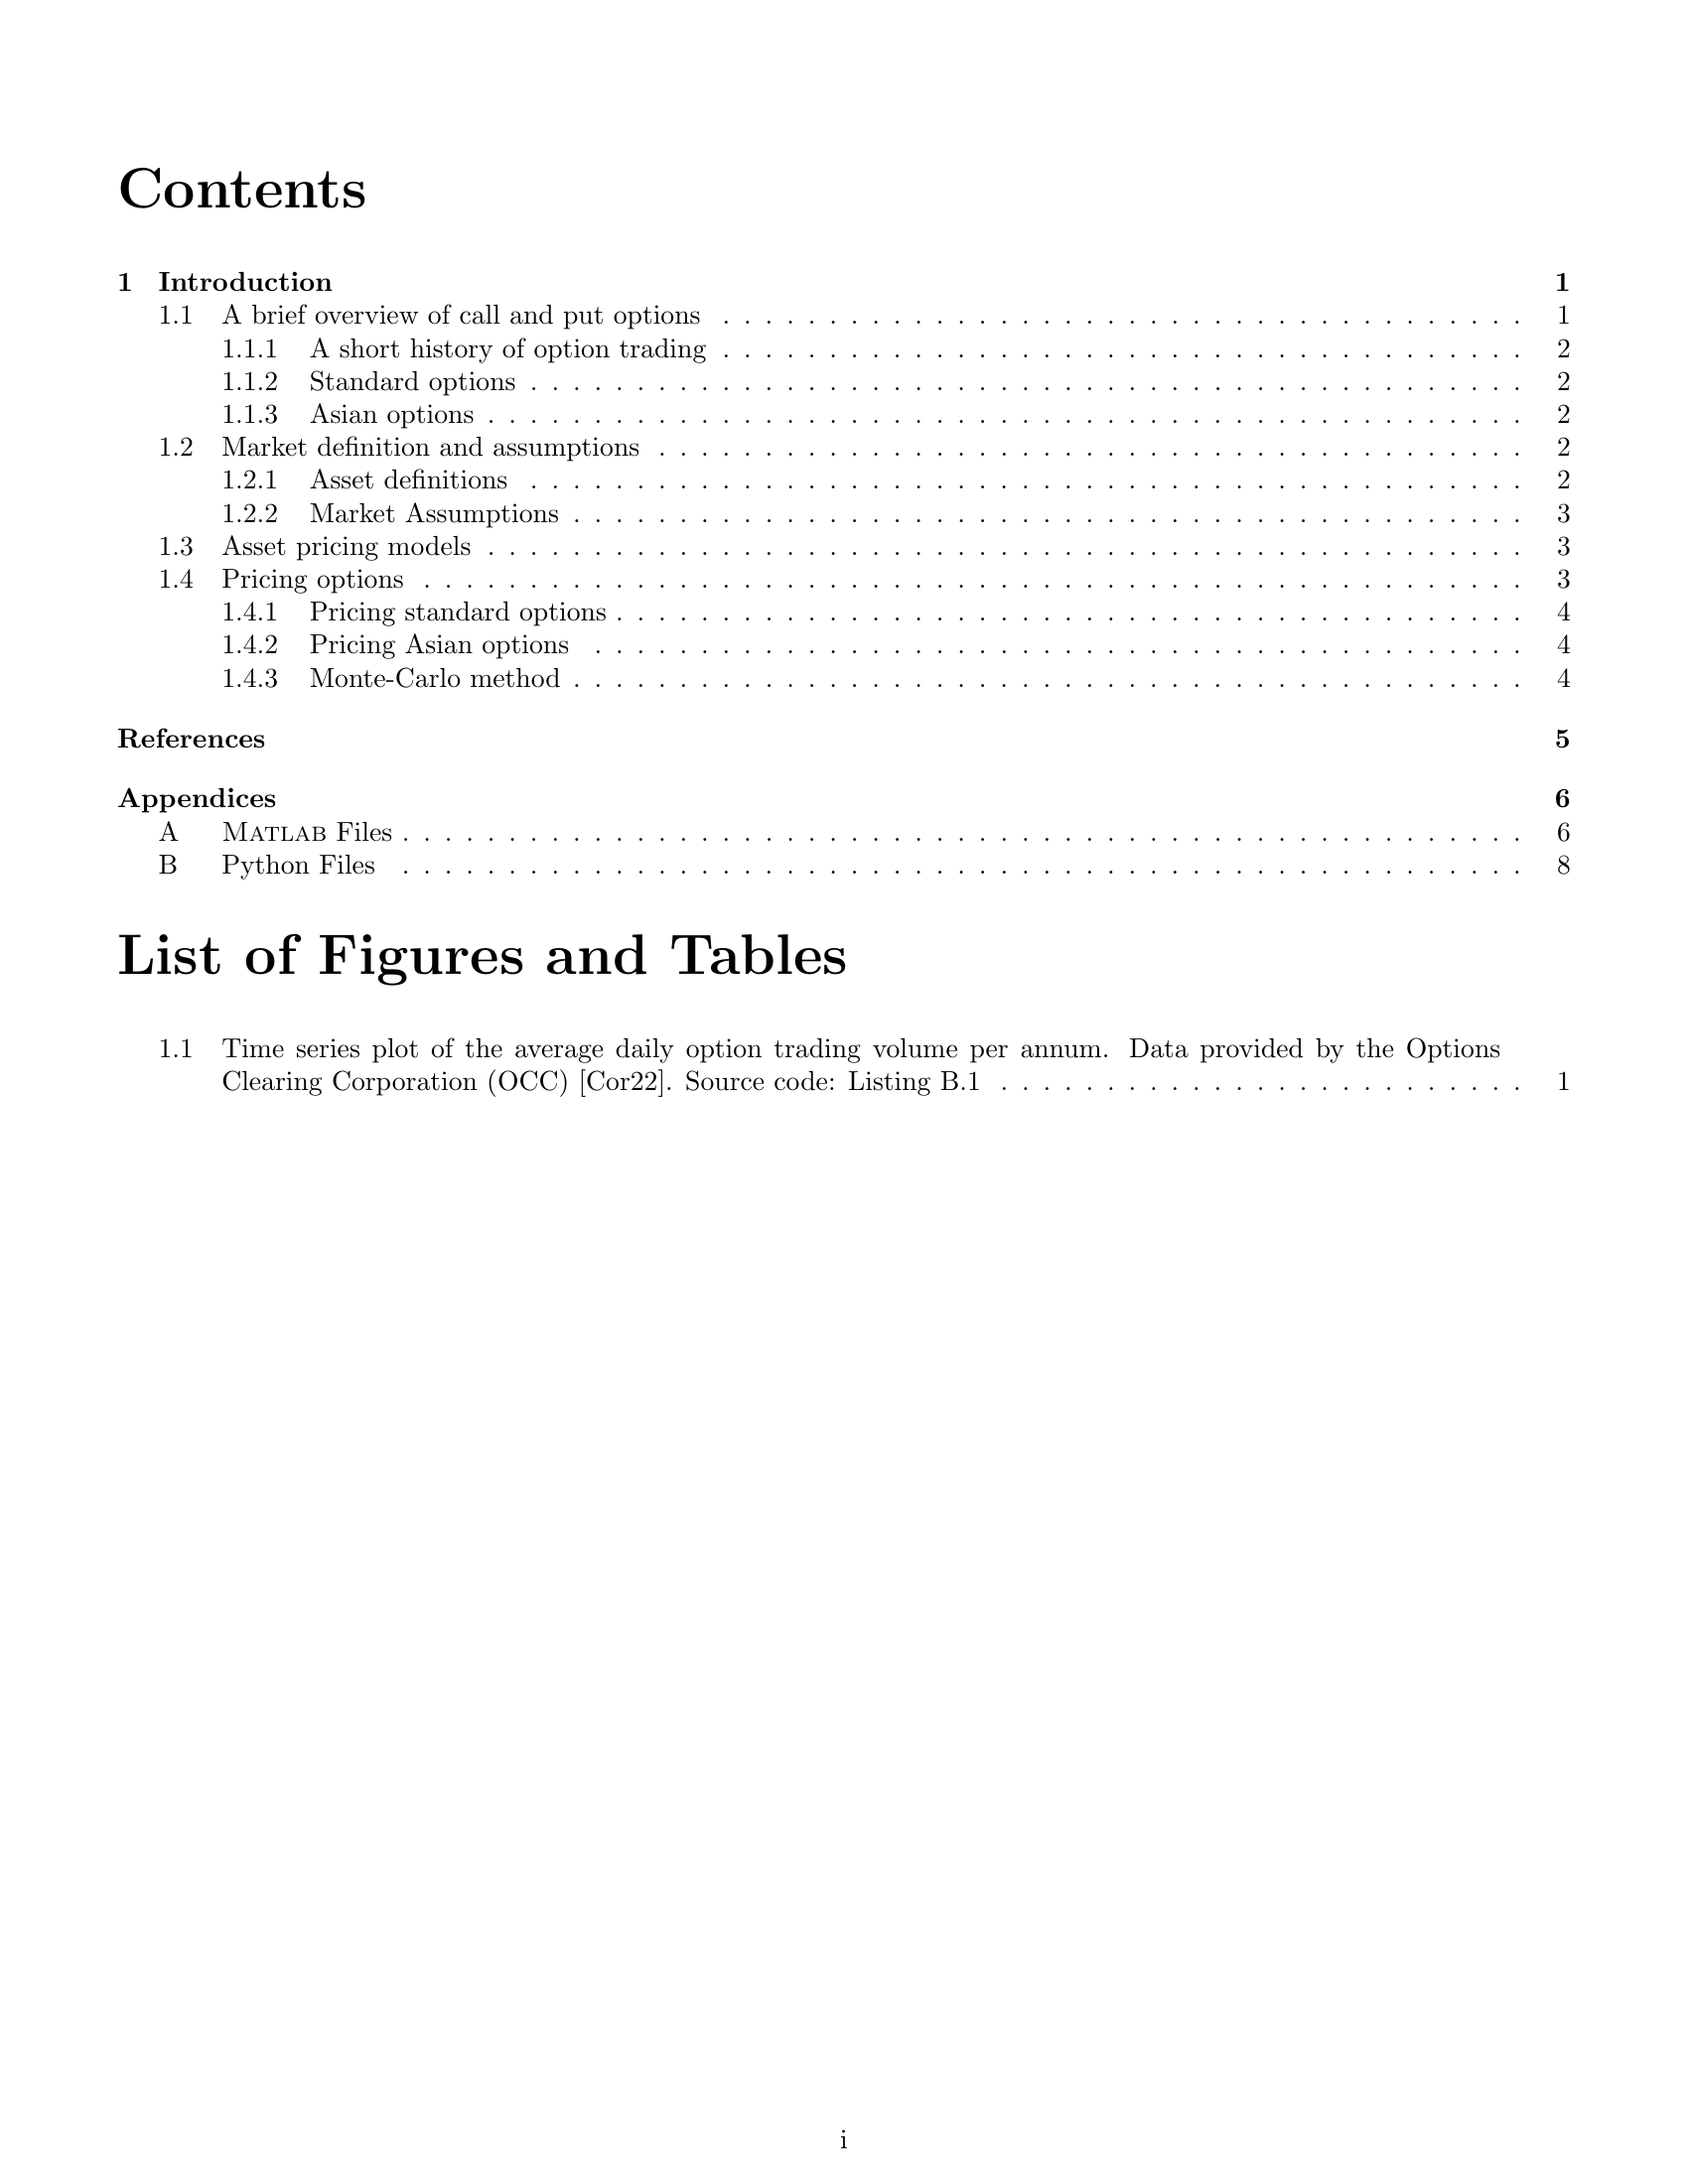 Contents
1 Introduction 1
1.1 A brief overview of call and put options . . . . . . . . . . . . . . . . . . . . . . . . . . . . . . . . . . . . . . 1
1.1.1 A short history of option trading . . . . . . . . . . . . . . . . . . . . . . . . . . . . . . . . . . . . . . 2
1.1.2 Standard options . . . . . . . . . . . . . . . . . . . . . . . . . . . . . . . . . . . . . . . . . . . . . . . 2
1.1.3 Asian options . . . . . . . . . . . . . . . . . . . . . . . . . . . . . . . . . . . . . . . . . . . . . . . . . 2
1.2 Market definition and assumptions . . . . . . . . . . . . . . . . . . . . . . . . . . . . . . . . . . . . . . . . . 2
1.2.1 Asset definitions . . . . . . . . . . . . . . . . . . . . . . . . . . . . . . . . . . . . . . . . . . . . . . . 2
1.2.2 Market Assumptions . . . . . . . . . . . . . . . . . . . . . . . . . . . . . . . . . . . . . . . . . . . . . 3
1.3 Asset pricing models . . . . . . . . . . . . . . . . . . . . . . . . . . . . . . . . . . . . . . . . . . . . . . . . . 3
1.4 Pricing options . . . . . . . . . . . . . . . . . . . . . . . . . . . . . . . . . . . . . . . . . . . . . . . . . . . . 3
1.4.1 Pricing standard options . . . . . . . . . . . . . . . . . . . . . . . . . . . . . . . . . . . . . . . . . . . 4
1.4.2 Pricing Asian options . . . . . . . . . . . . . . . . . . . . . . . . . . . . . . . . . . . . . . . . . . . . 4
1.4.3 Monte-Carlo method . . . . . . . . . . . . . . . . . . . . . . . . . . . . . . . . . . . . . . . . . . . . . 4
References 5
Appendices 6
A Matlab Files . . . . . . . . . . . . . . . . . . . . . . . . . . . . . . . . . . . . . . . . . . . . . . . . . . . . . 6
B Python Files . . . . . . . . . . . . . . . . . . . . . . . . . . . . . . . . . . . . . . . . . . . . . . . . . . . . . 8
List of Figures and Tables
1.1 Time series plot of the average daily option trading volume per annum. Data provided by the Options
Clearing Corporation (OCC) [Cor22]. Source code: Listing B.1 . . . . . . . . . . . . . . . . . . . . . . . . . 1
i